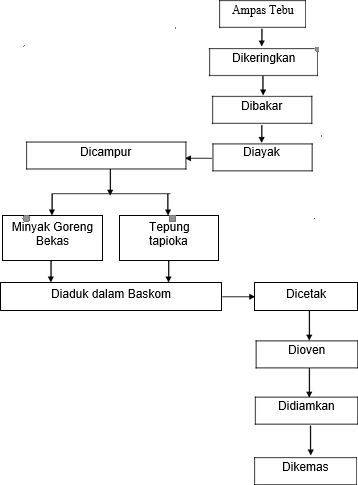 Ampas Tebu
Dikeringkan
Dibakar
Diayak
Dicampur
Minyak Goreng
Bekas
Tepung
tapioka
Diaduk dalam Baskom
Dicetak
Dioven
Didiamkan
Dikemas